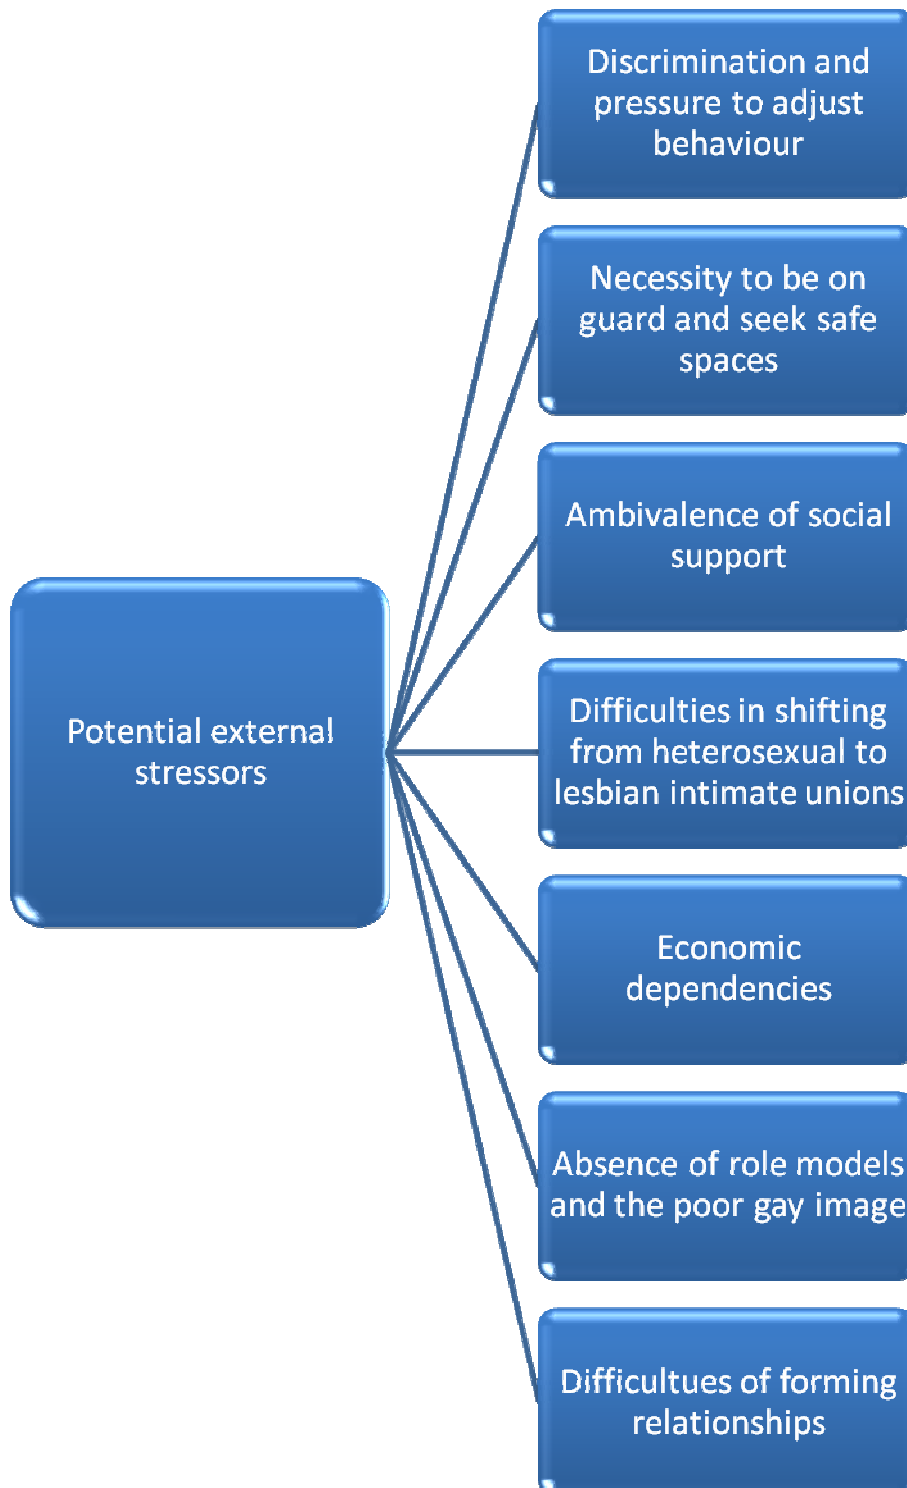 Discrimination and
pressure to adjust
behaviour
Necessity to be on
guard and seek safe
spaces
Ambivalence of social
support
Potential external
stressors
Difficulties in shifting
from heterosexual to
lesbian intimate unions
Economic
dependencies
Absence of role models
and the poor gay image
Difficultues of forming
relationships